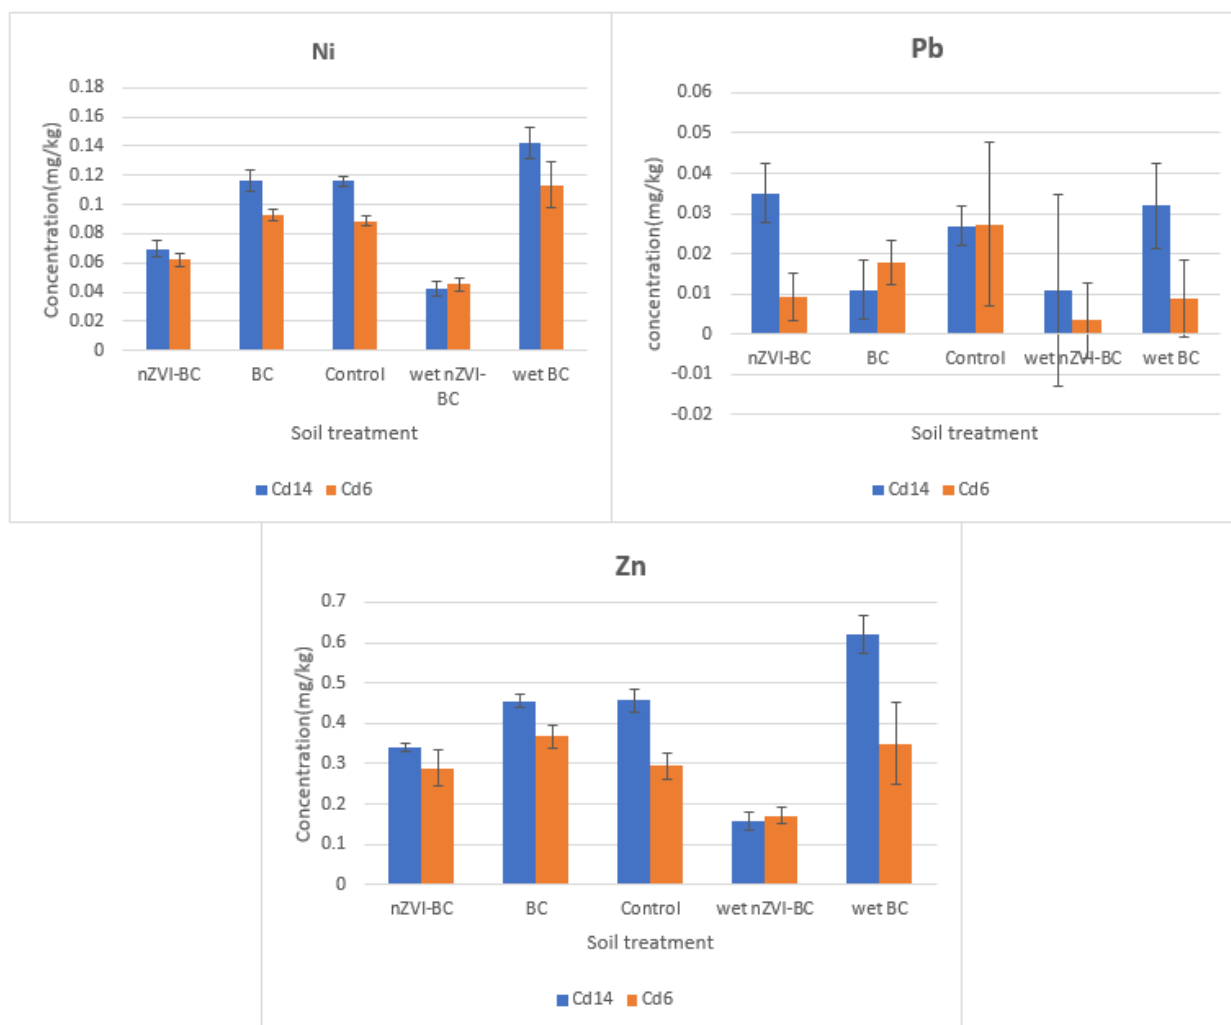 Ni
Concentration(mg/kg)
0.18
0.16
0.14
0.12
0.1
0.08
0.06
0.04
0.02
0
nZVI-BC BC Control wet nZVI-BC wet BC
Soil treatment
Cd14 Cd6
Pb
concentration(mg/kg)
0.06
0.05
0.04
0.03
0.02
0.01
0
-0.01
-0.02
nZVI-BC BC Control wet nZVI-BC wet BC
Soil treatment
Cd14 Cd6
Zn
Concentration(mg/kg)
0.7
0.6
0.5
0.4
0.3
0.2
0.1
0
nZVI-BC BC Control wet nZVI-BC wet BC
Soil treatment
Cd14 Cd6